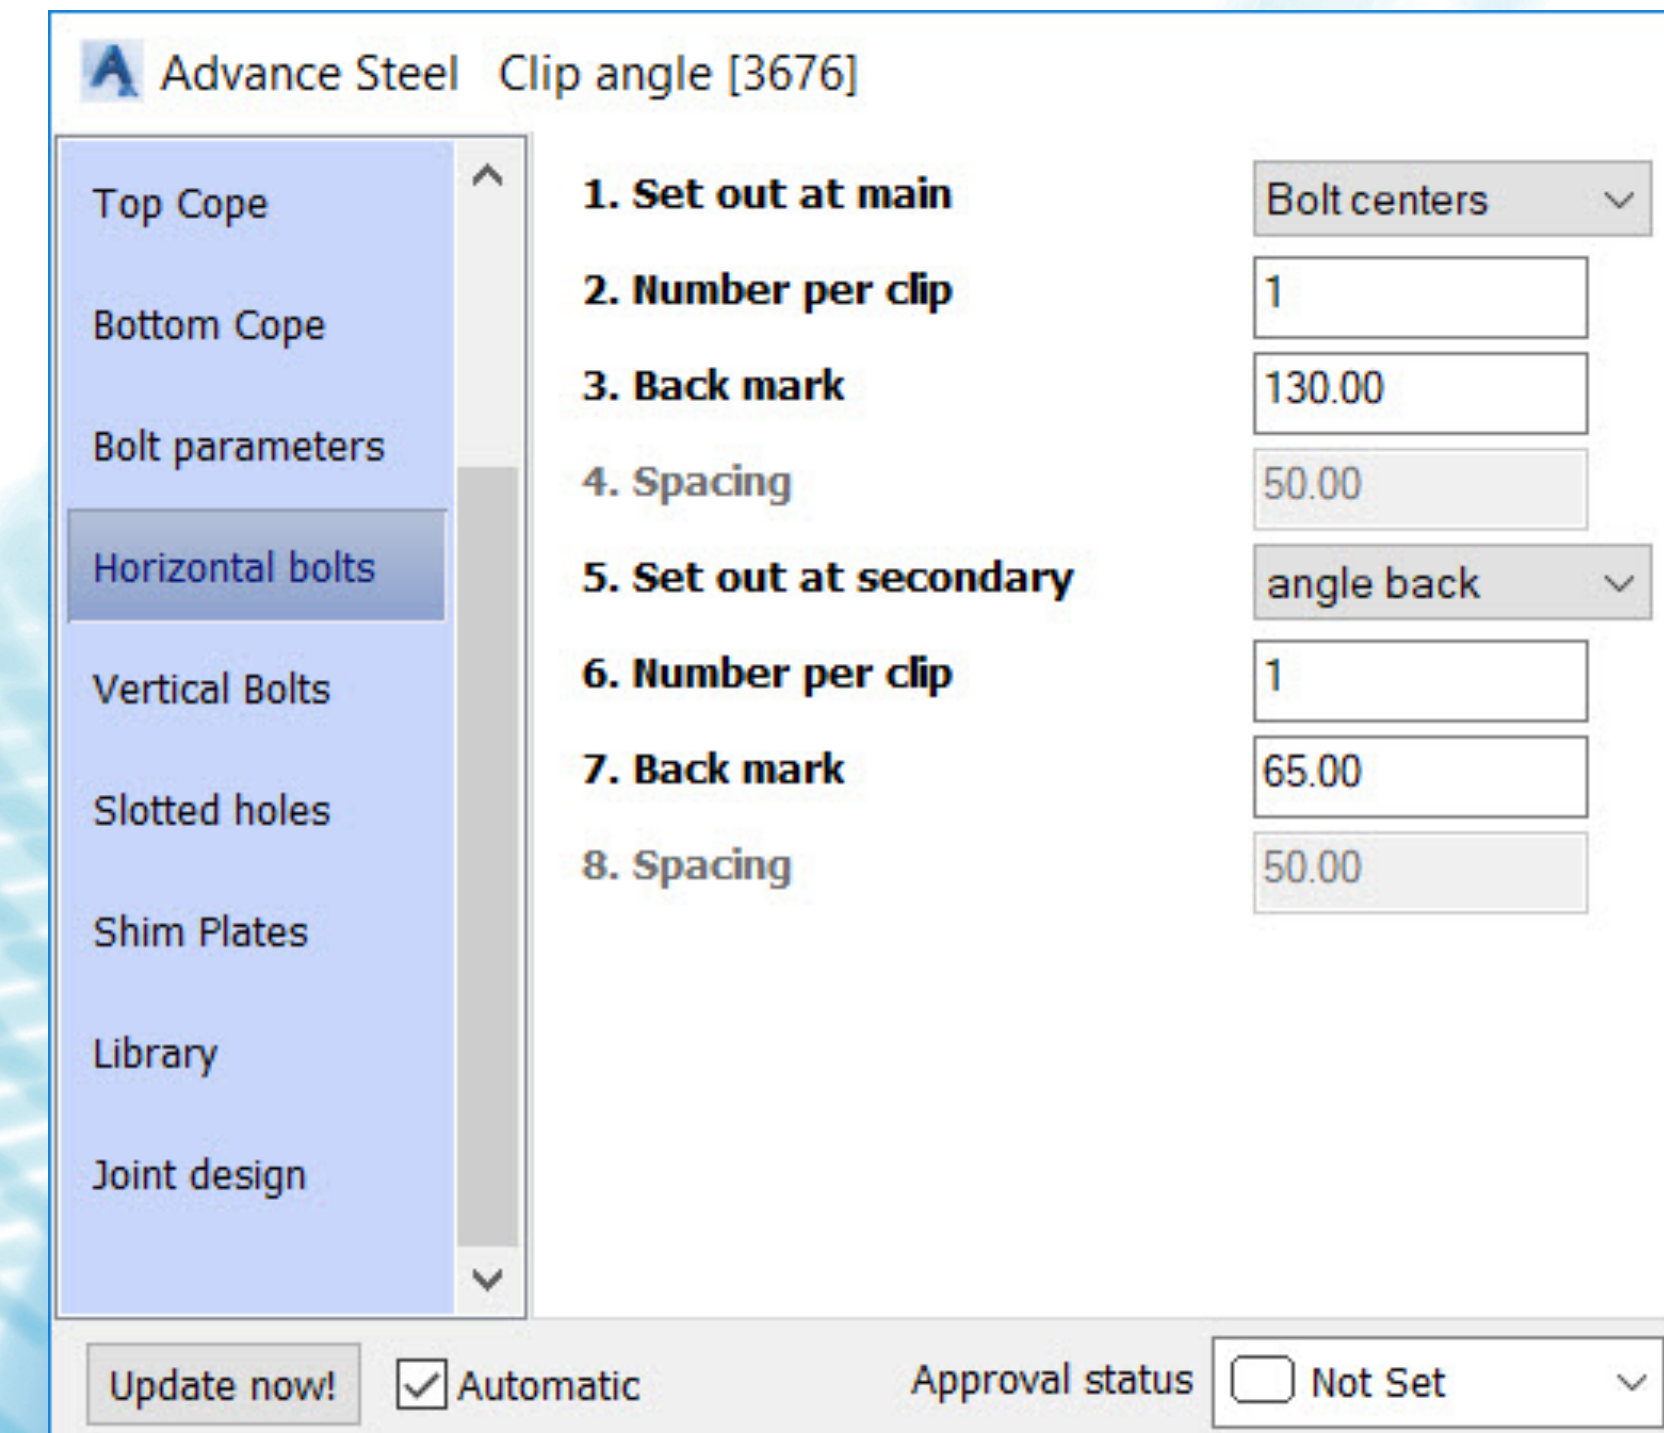 Advance Steel Clip angle [3676]
Top Cope
Bottom Cope
Bolt parameters
Horizontal bolts
Vertical Bolts
Slotted holes
Shim Plates
Library
Joint design
1. Set out at main Bolt centers
2. Number per clip 1
3. Back mark 130.00
4. Spacing 50.00
5. Set out at secondary angle back
6. Number per clip 1
7. Back mark 65.00
8. Spacing 50.00
Update now! Automatic Approval status Not Set